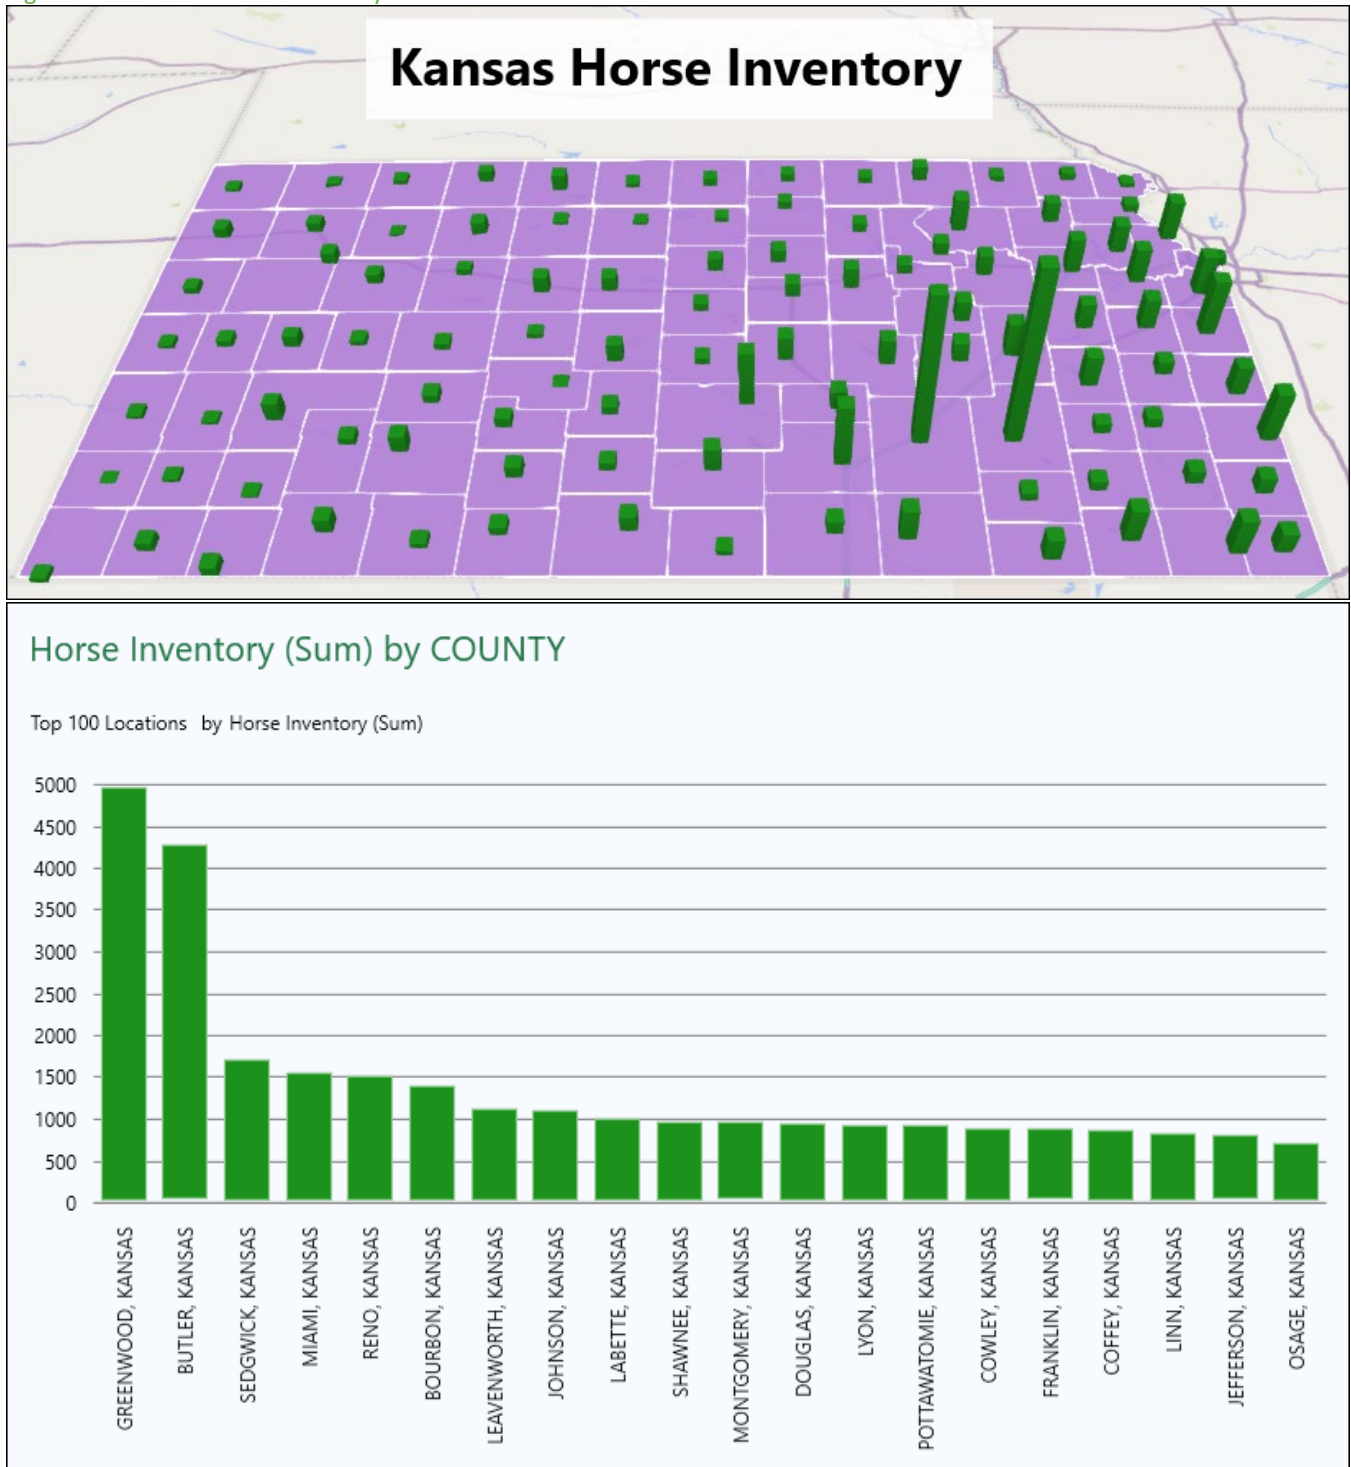 Kansas Horse Inventory
Horse Inventory (Sum) by COUNTY
Top 100 Locations by Horse Inventory (Sum)
5000
4500
4000
3500
3000
2500
2000
1500
1000
500
0
GREENWOOD, KANSAS
BUTLER, KANSAS
SEDGWICK, KANSAS
MIAMI, KANSAS
RENO, KANSAS
BOURBON, KANSAS
LEAVENWORTH, KANSAS
JOHNSON, KANSAS
LABETTE, KANSAS
SHAWNEE, KANSAS
MONTGOMERY, KANSAS
DOUGLAS, KANSAS
LYON, KANSAS
POTTAWATOMIE, KANSAS
COWLEY, KANSAS
FRANKLIN, KANSAS
COFFEY, KANSAS
LINN, KANSAS
JEFFERSON, KANSAS
OSAGE, KANSAS